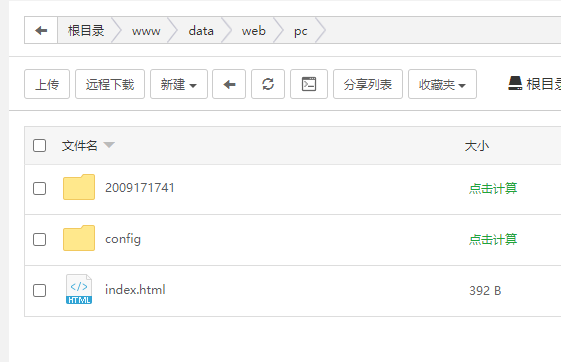 根目录 www data web pc
上传 远程下载 新建 分享列表 收藏夹 根目录
文件名 大小
2009171741 点击计算
config 点击计算
HTML index.html 392 B